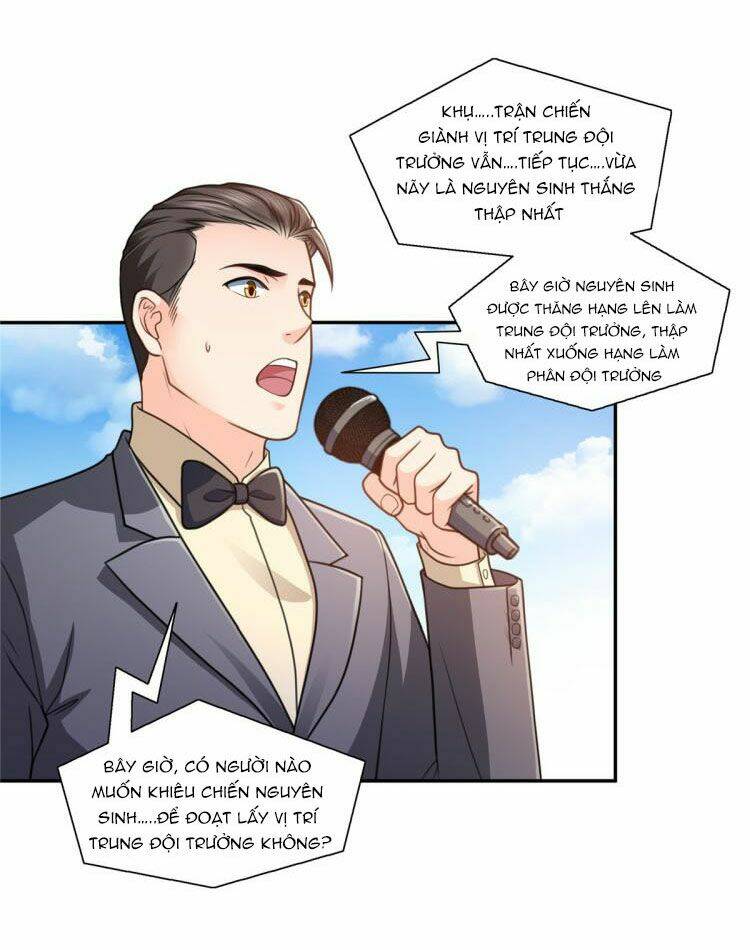 KHỤ.....TRẬN CHIẾN
GIÀNH VỊ TRÍ TRUNG ĐỘI
TRƯỞNG VẪN....TIẾP TỤC....VỪA
NÃY LÀ NGUYÊN SINH THẮNG
THẬP NHẤT
BÂY GIỜ NGUYÊN SINH
ĐƯỢC THĂNG HẠNG LÊN LÀM
TRUNG ĐỘI TRƯỞNG, THẬP
NHẤT XUỐNG HẠNG LÀM
PHÂN ĐỘI TRƯỞNG
BÂY GIỜ, CÓ NGƯỜI NÀO
MUỐN KHIÊU CHIẾN NGUYÊN
SINH.....ĐỂ ĐOẠT LẤY VỊ TRÍ
TRUNG ĐỘI TRƯỞNG KHÔNG?